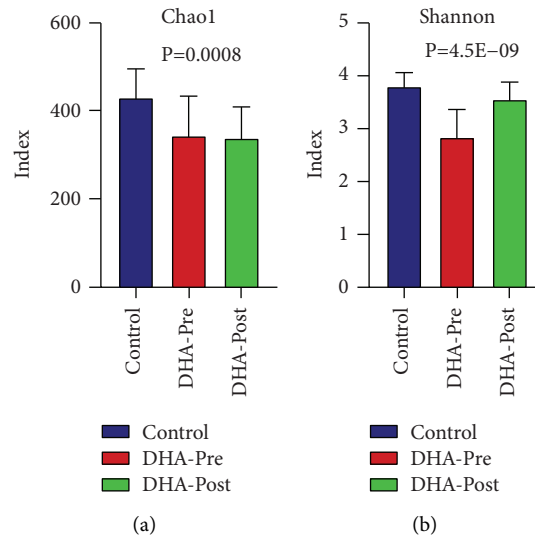 Chao1
P=0.0008
600
400
200
0
Index
Control
DHA-Pre
DHA-Post
Control
DHA-Pre
DHA-Post
(a)
Shannon
P=4.5E−09
5
4
3
2
1
0
Index
Control
DHA-Pre
DHA-Post
Control
DHA-Pre
DHA-Post
(b)